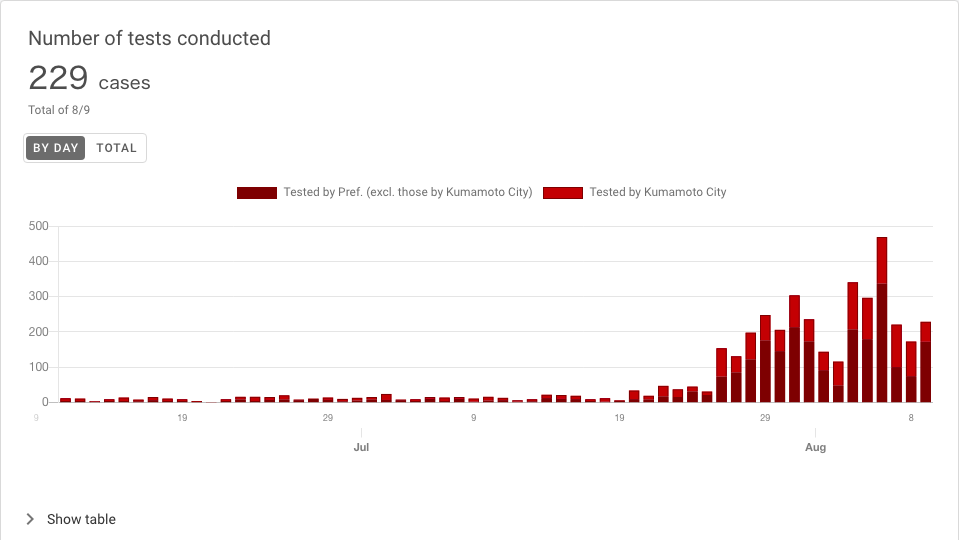 Number of tests conducted
229 cases
Total of 8/9
BY DAY TOTAL
Tested by Pref. (excl. those by Kumamoto City) Tested by Kumamoto City
500
400
300
200
100
0
9 19 29 9 19 29 8
Jul Aug
Show table